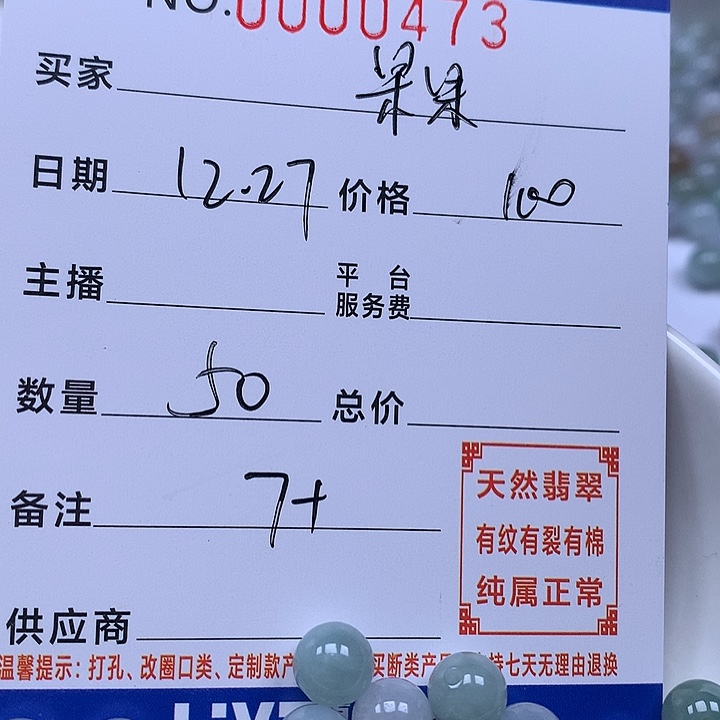 NO.0000473
买家 果果
日期 12.27 价格 100
主播 平台服务费
数量 50 总价
备注 7+
天然翡翠
有纹有裂有棉
纯属正常
供应商
温馨提示：打孔、改圈口类、定制款产 买断类产 持七天无理由退换
LIVE